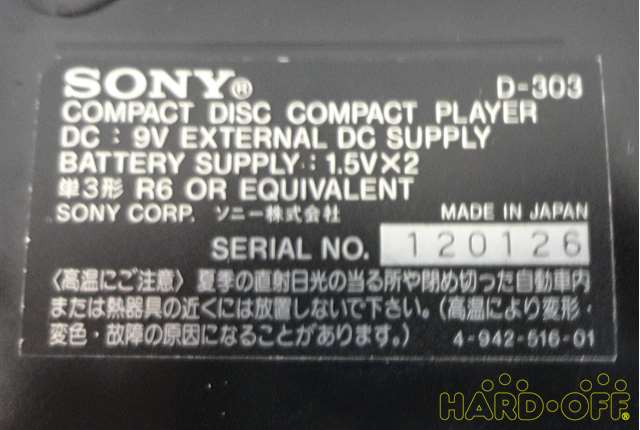 SONY® D-303
COMPACT DISC COMPACT PLAYER
DC : 9V EXTERNAL DC SUPPLY
BATTERY SUPPLY : 1.5V×2
単3形 R6 OR EQUIVALENT
SONY CORP. ソニー株式会社 MADE IN JAPAN
SERIAL NO. 120126
〈高温にご注意〉夏季の直射日光の当る所や閉め切った自動車内
または熱器具の近くには放置しないで下さい。(高温により変形・
変色・故障の原因になることがあります。) 4-942-516-01
HARD·OFF